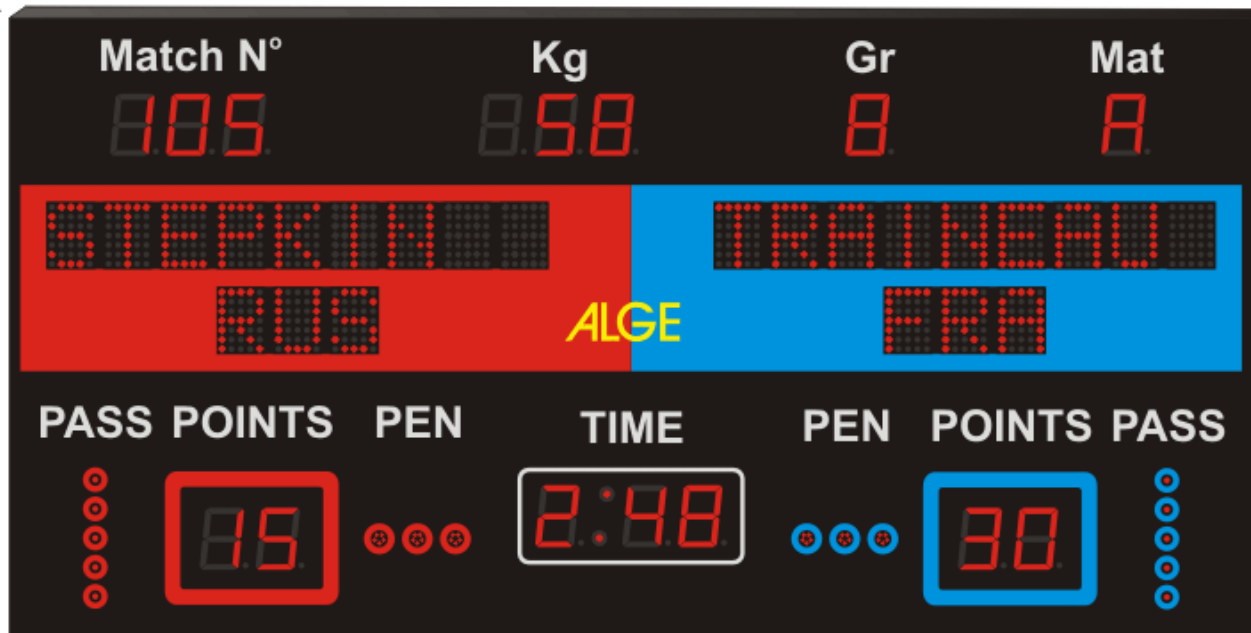 Match N° Kg Gr Mat
105 58 8 A
STEPKIN TRAINEAU
RUS ALGE FRA
PASS POINTS PEN TIME PEN POINTS PASS
15 2:48 30